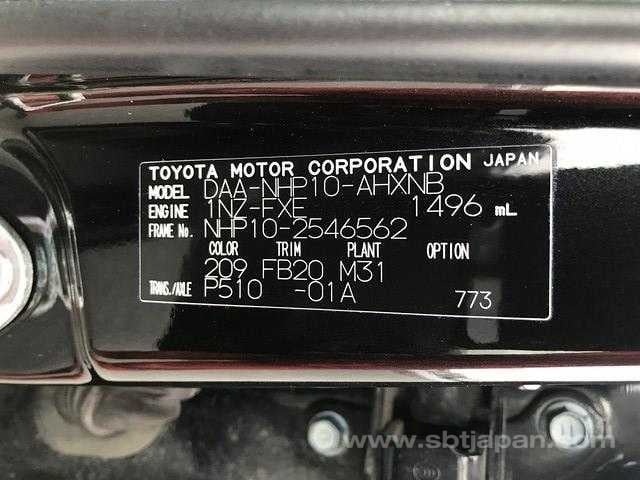 TOYOTA MOTOR CORPORATION JAPAN
MODEL DAA-NHP10-AHXNB
ENGINE 1NZ-FXE 1496 mL
FRAME No. NHP10-2546562
COLOR TRIM PLANT OPTION
209 FB20 M31
TRANS./AXLE P510 -01A 773
www.sbtjapan.com